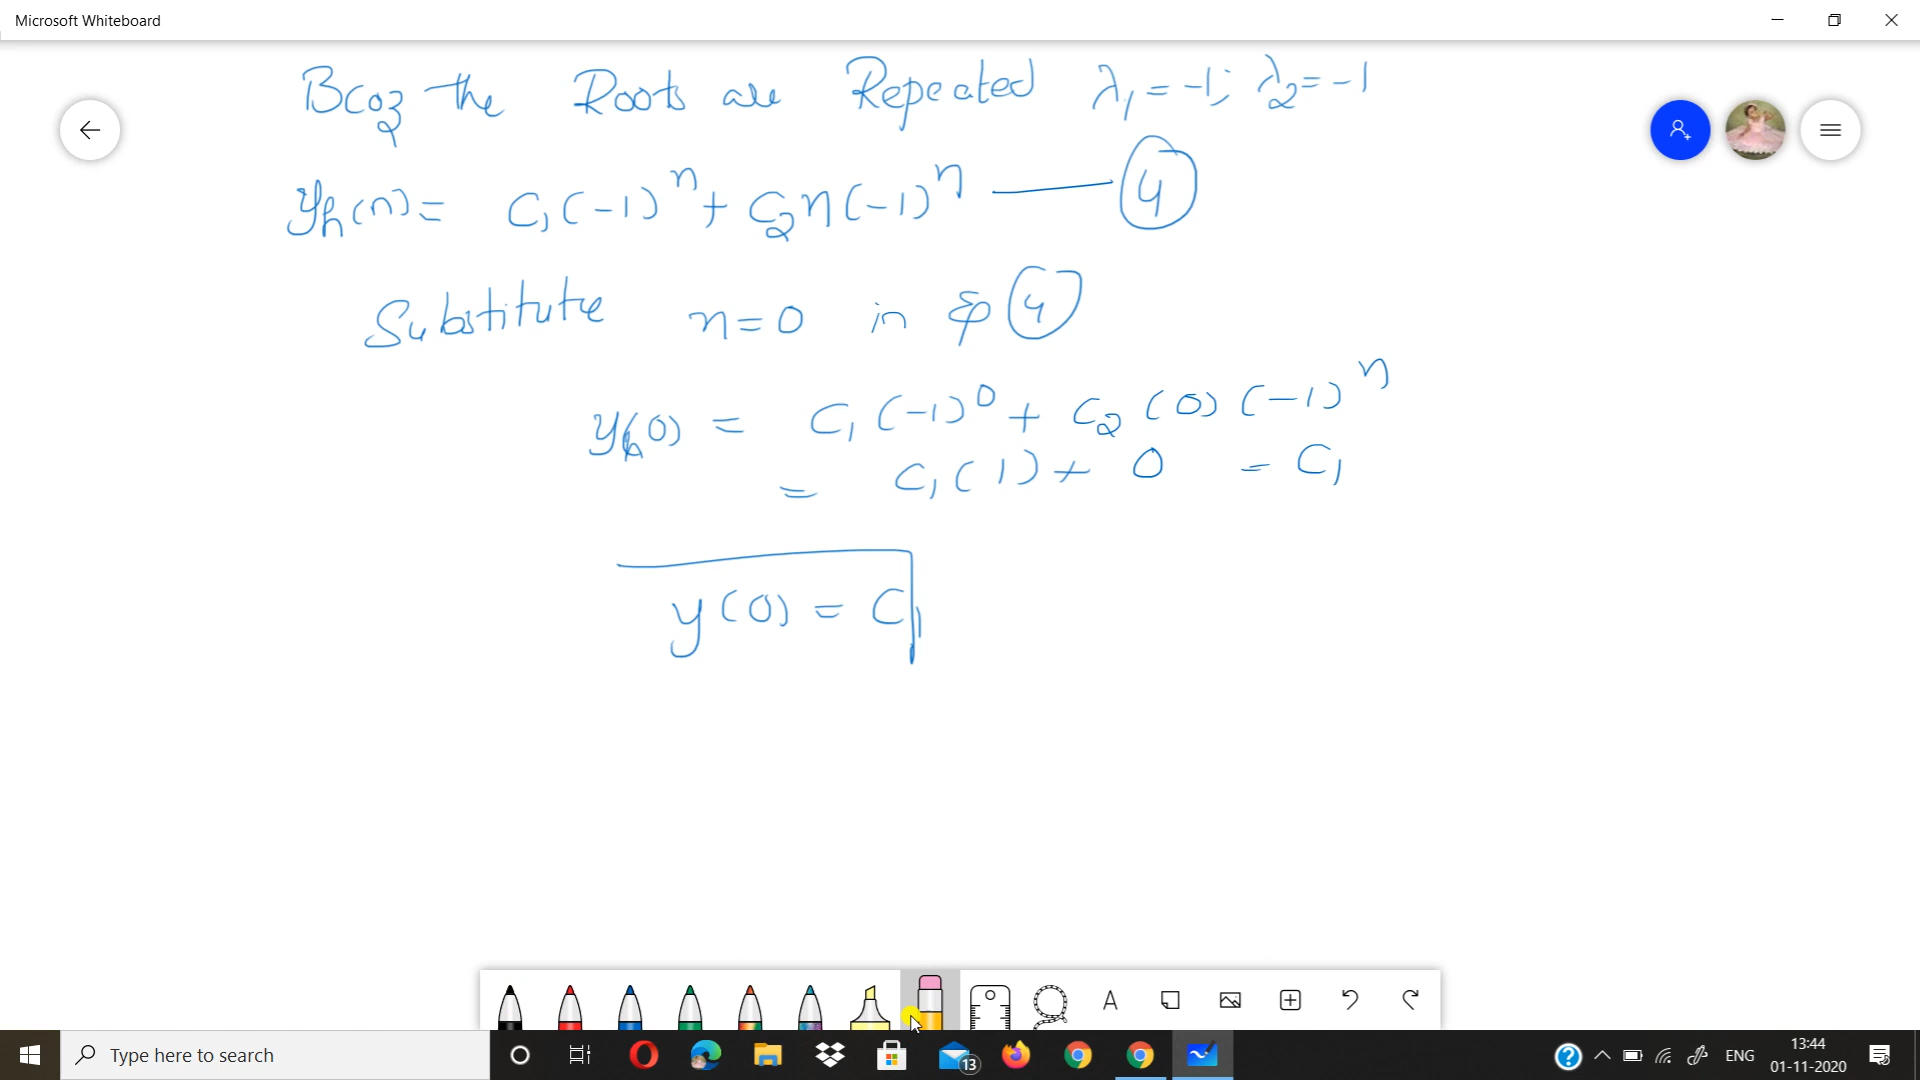 Microsoft Whiteboard
Bcoz the Roots are Repeated λ₁ = -1; λ₂ = -1
yₕ(n) = C₁(-1)ⁿ + C₂n(-1)ⁿ — 4
Substitute n=0 in 4
yₕ(0) = C₁(-1)⁰ + C₂(0)(-1)ⁿ
= C₁(1) + 0 = C₁
y(0) = C₁
A
Type here to search
13
ENG
13:44
01-11-2020